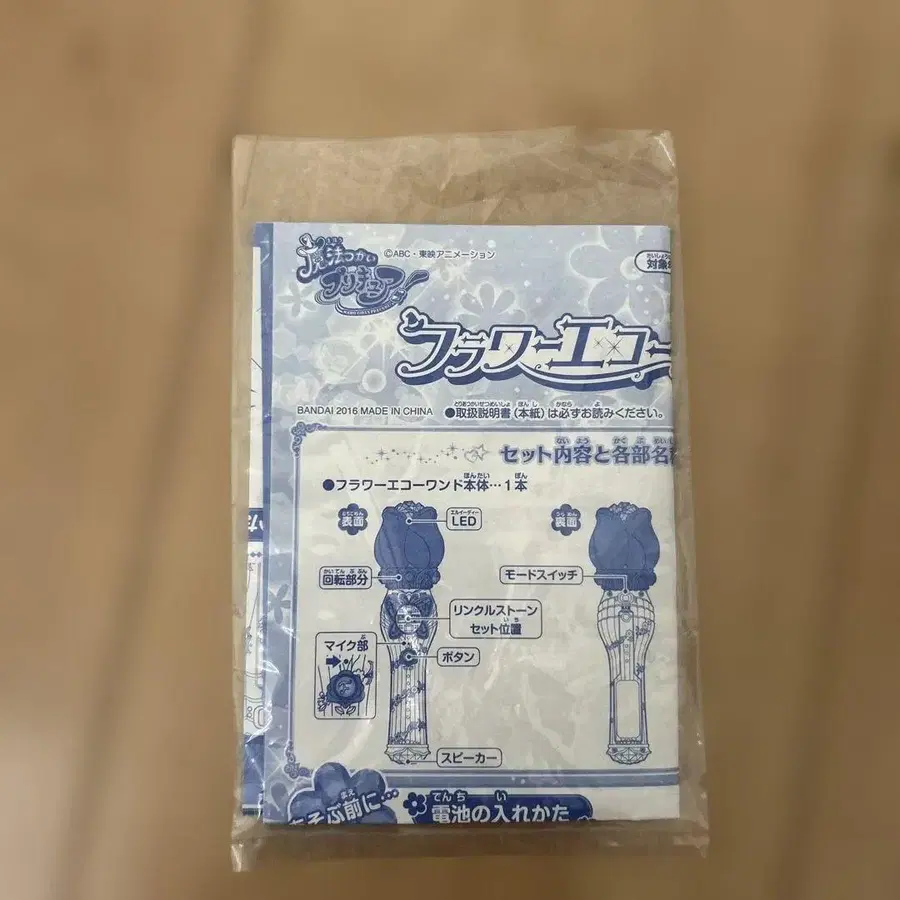 魔法つかい
プリキュア!
©ABC・東映アニメーション
対象
フラワーエコー
BANDAI 2016 MADE IN CHINA
●取扱説明書(本紙)は必ずお読みください。
セット内容と各部名
●フラワーエコーワンド本体…1本
表面
LED
裏面
回転部分
モードスイッチ
リンクルストーン
セット位置
マイク部
ボタン
スピーカー
そぶ前に…
電池の入れかた